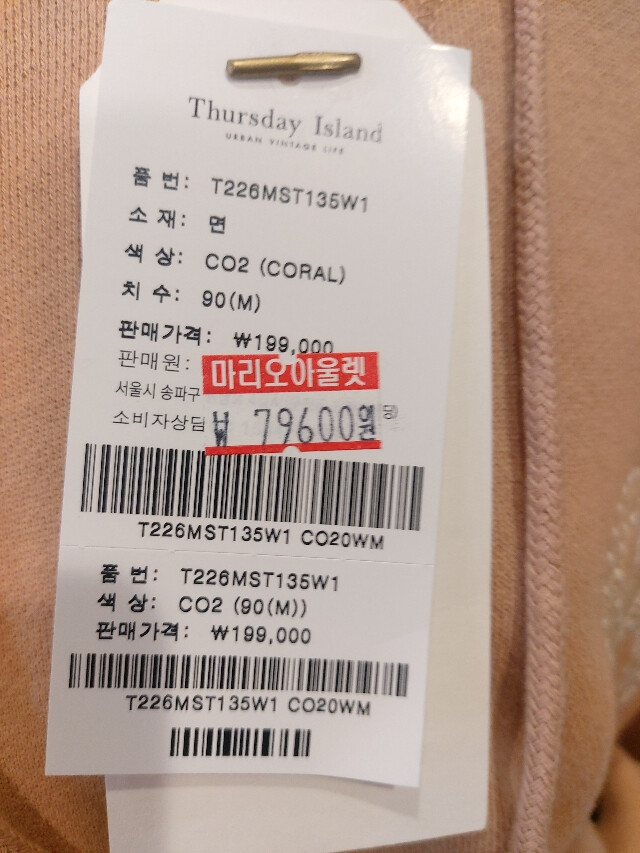 Thursday Island
URBAN VINTAGE LIFE
품 번: T226MST135W1
소 재: 면
색 상: CO2 (CORAL)
치 수: 90(M)
판매가격: ₩199,000
판매원:
마리오아울렛
서울시 송파구
소비자상담
₩ 79600원
T226MST135W1 CO20WM
품 번: T226MST135W1
색 상: CO2 (90(M))
판매가격: ₩199,000
T226MST135W1 CO20WM